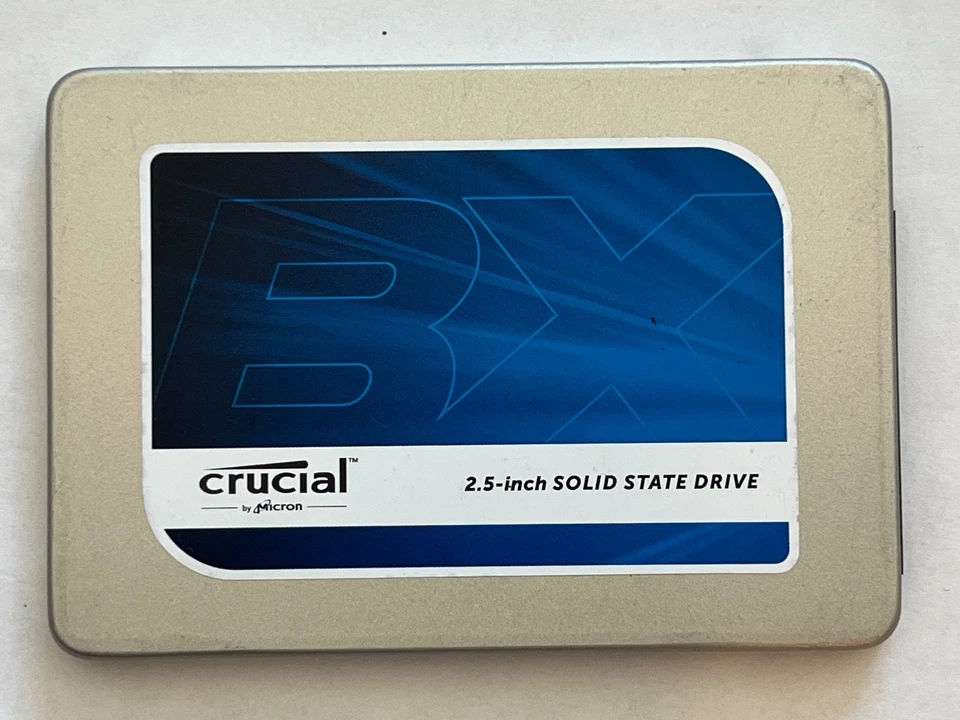 BX
crucial™
by Micron
2.5-inch SOLID STATE DRIVE